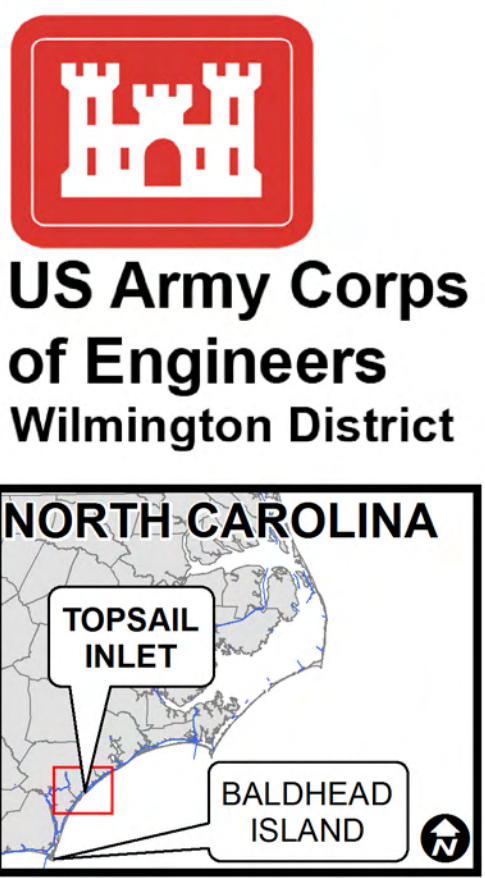 US Army Corps
of Engineers
Wilmington District
NORTH CAROLINA
TOPSAIL
INLET
BALDHEAD
ISLAND
N